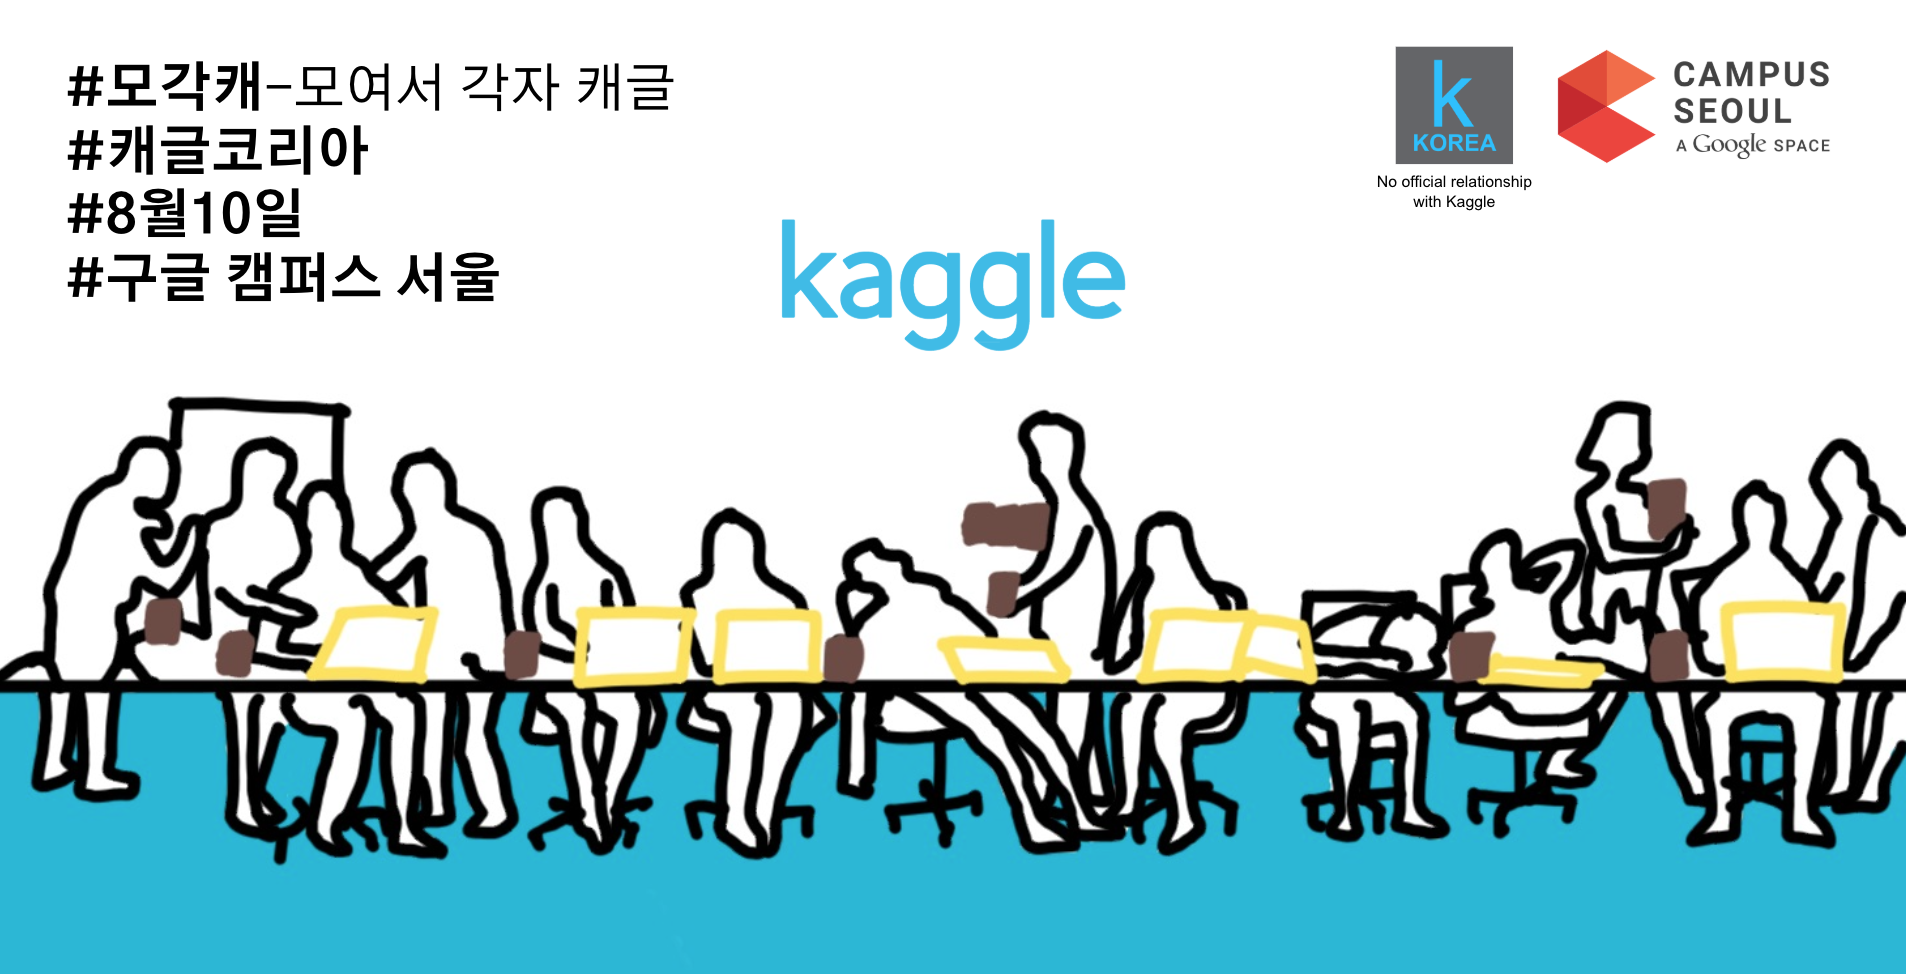 #모각캐-모여서 각자 캐글
#캐글코리아
#8월10일
#구글 캠퍼스 서울
k
KOREA
No official relationship
with Kaggle
CAMPUS
SEOUL
A Google SPACE
kaggle